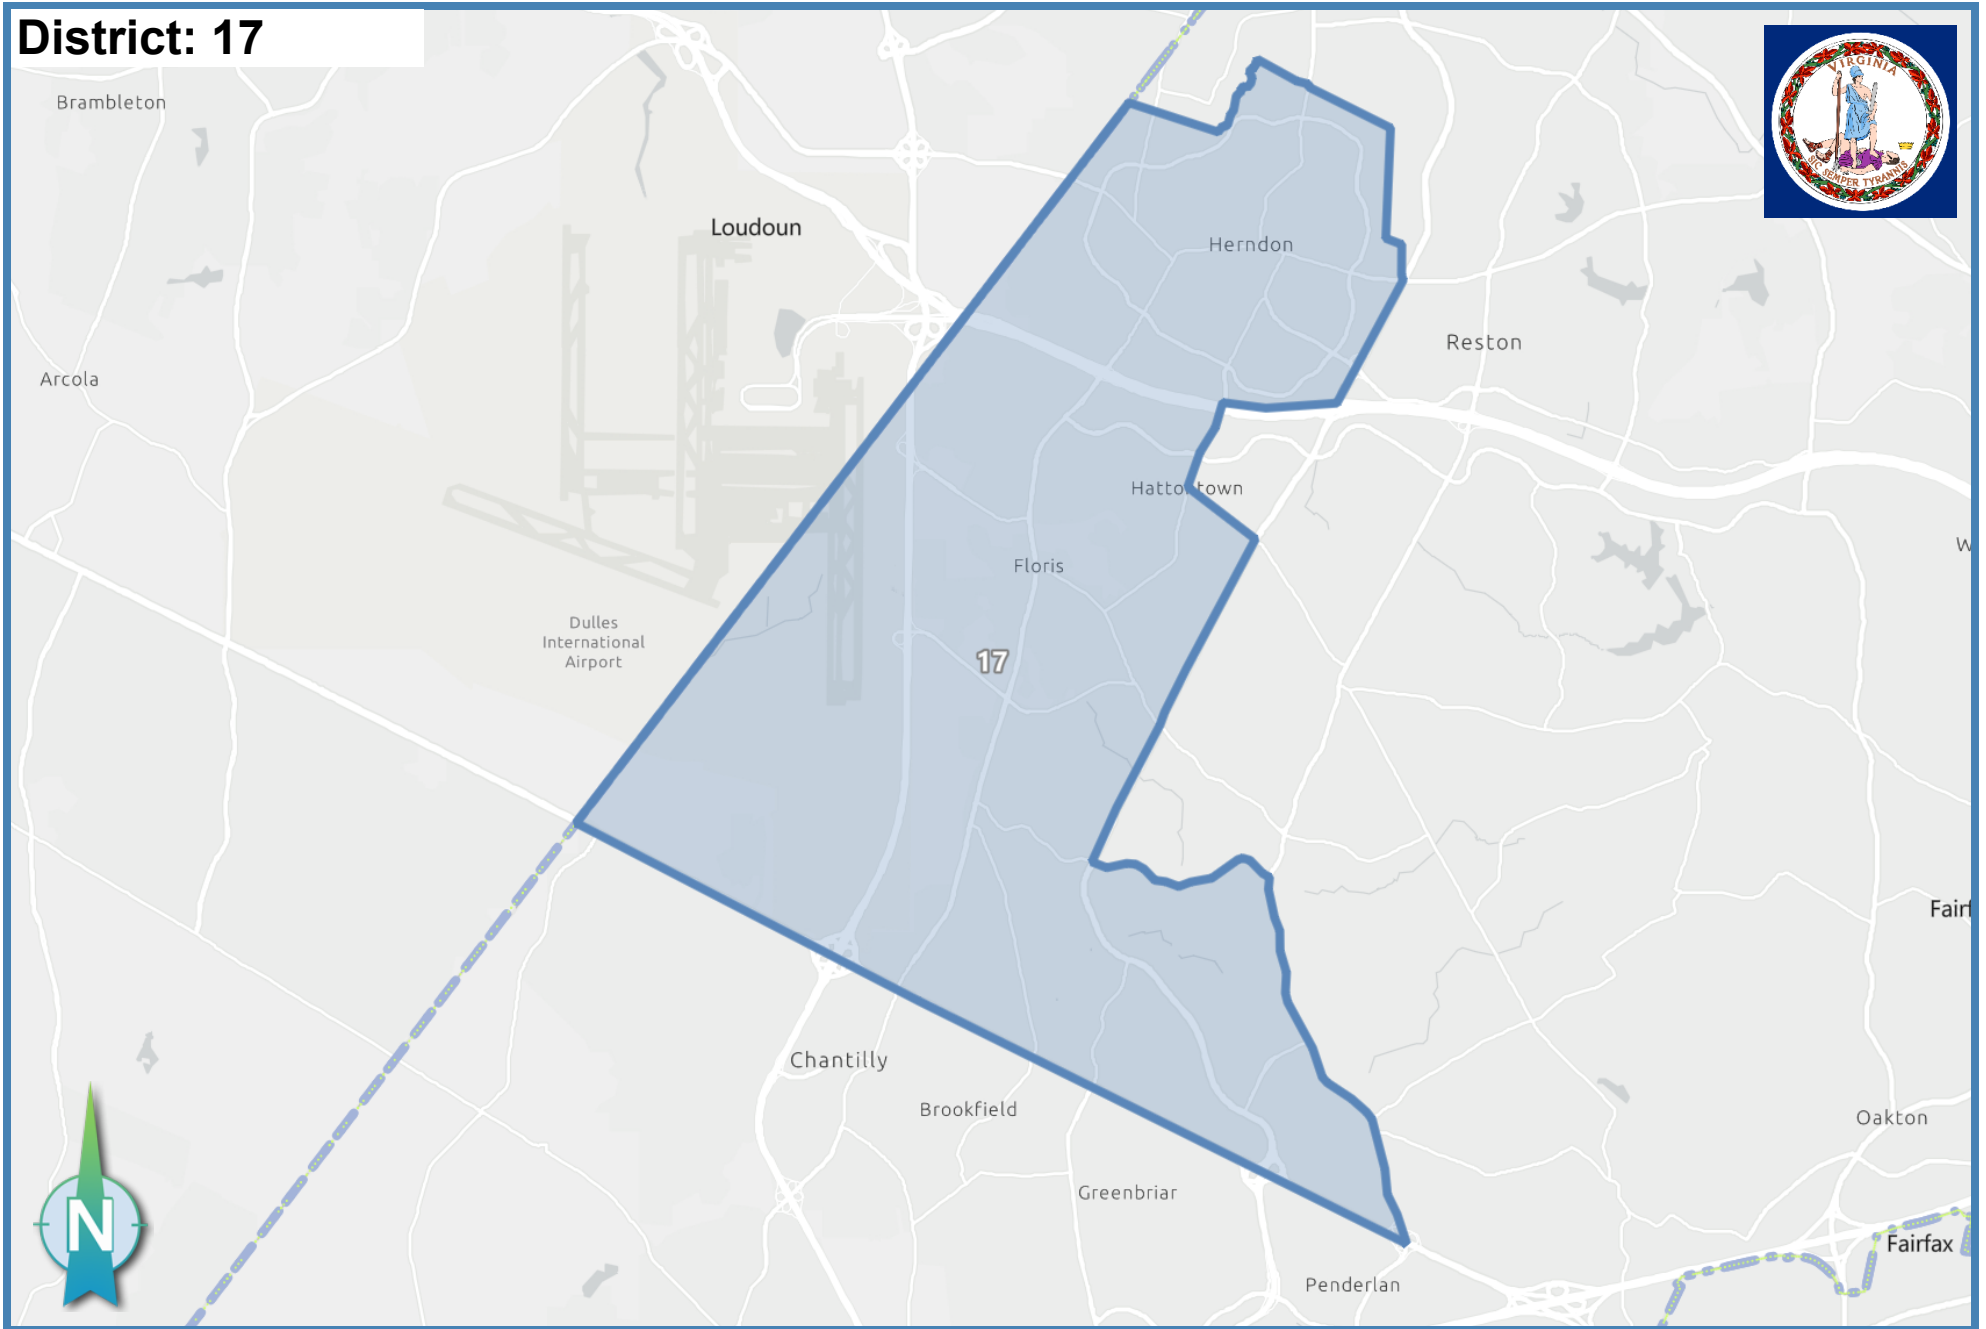 District: 17
VIRGINIA
SIC SEMPER TYRANNIS
Brambleton
Loudoun
Herndon
Reston
Arcola
Hattontown
Floris
W
Dulles
International
Airport
17
Fairf
Chantilly
Brookfield
Oakton
Greenbriar
N
Fairfax
Penderlan